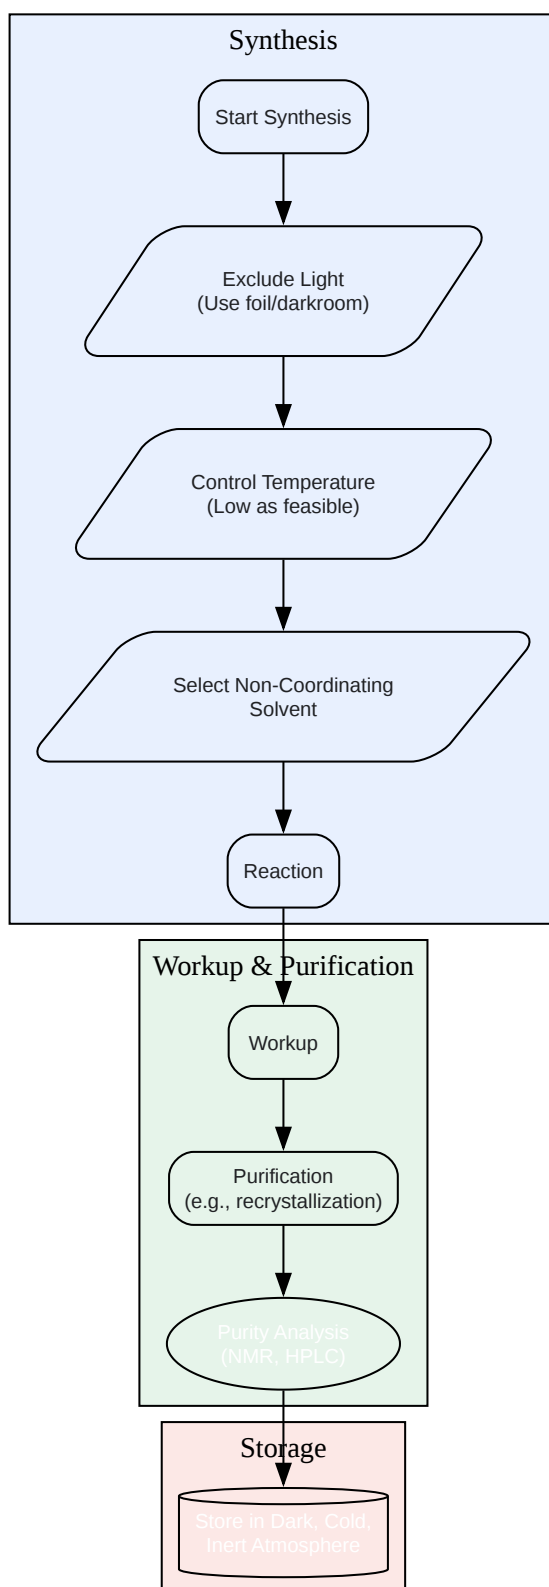 Synthesis
Start Synthesis
Exclude Light
(Use foil/darkroom)
Control Temperature
(Low as feasible)
Select Non-Coordinating
Solvent
Reaction
Workup & Purification
Workup
Purification
(e.g., recrystallization)
Purity Analysis
(NMR, HPLC)
Storage
Store in Dark, Cold,
Inert Atmosphere